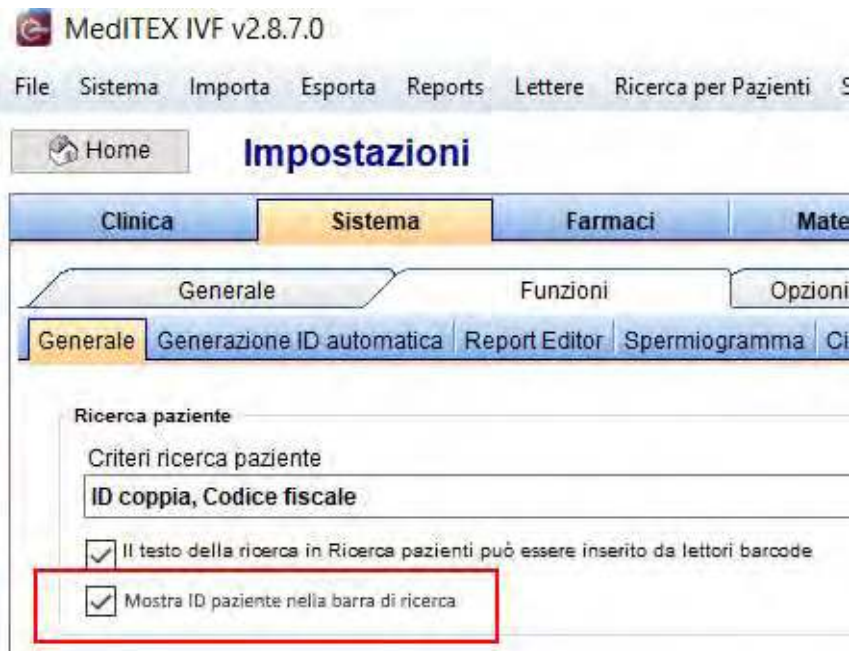 MedITEX IVF v2.8.7.0
File Sistema Importa Esporta Reports Lettere Ricerca per Pazienti
Home Impostazioni
Clinica Sistema Farmaci Mate
Generale Funzioni Opzioni
Generale Generazione ID automatica Report Editor Spermiogramma Ci
Ricerca paziente
Criteri ricerca paziente
ID coppia, Codice fiscale
Il testo della ricerca in Ricerca pazienti può essere inserito da lettori barcode
Mostra ID paziente nella barra di ricerca